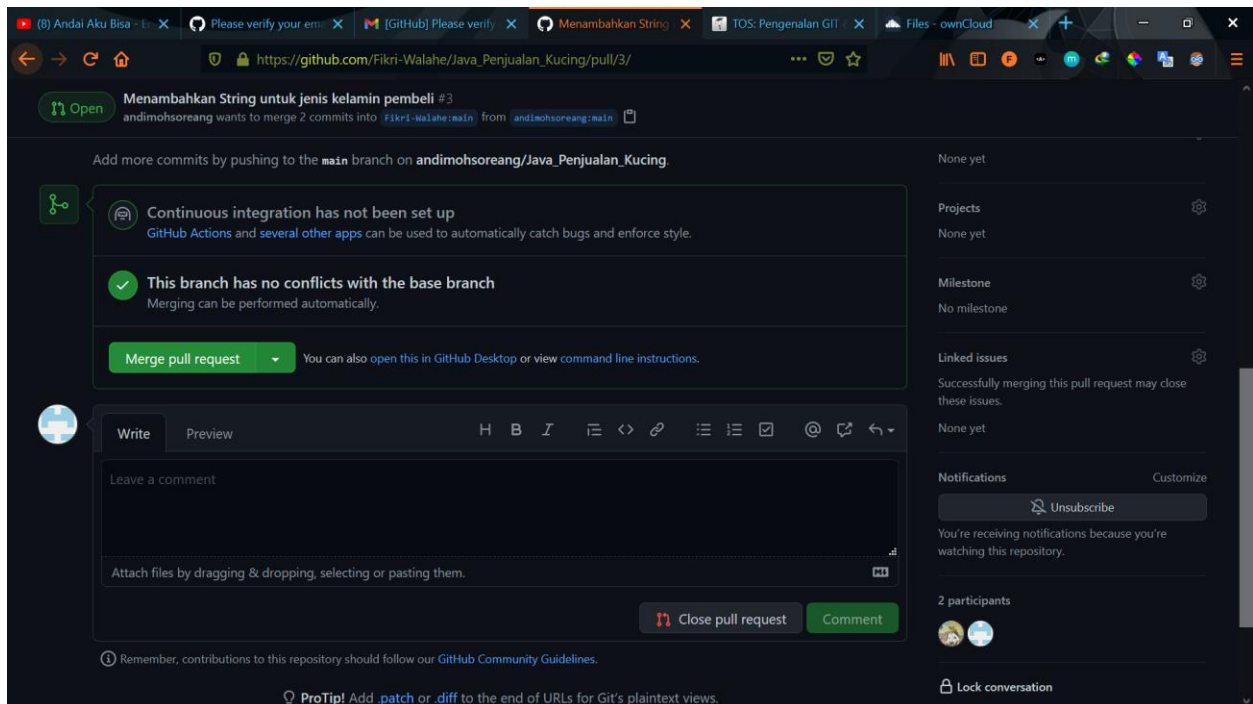 (8) Andai Aku Bisa - E
Please verify your em
[GitHub] Please verify
Menambahkan String
TOS: Pengenalan GIT
Files - ownCloud
https://github.com/Fikri-Walahe/Java_Penjualan_Kucing/pull/3/
Open
Menambahkan String untuk jenis kelamin pembeli #3
andimohsoreang wants to merge 2 commits into Fikri-Walahe:main from andimohsoreang:main
Add more commits by pushing to the main branch on andimohsoreang/Java_Penjualan_Kucing.
Continuous integration has not been set up
GitHub Actions and several other apps can be used to automatically catch bugs and enforce style.
This branch has no conflicts with the base branch
Merging can be performed automatically.
Merge pull request
You can also open this in GitHub Desktop or view command line instructions.
Write Preview
H B I
Leave a comment
Attach files by dragging & dropping, selecting or pasting them.
Close pull request
Comment
Remember, contributions to this repository should follow our GitHub Community Guidelines.
ProTip! Add .patch or .diff to the end of URLs for Git's plaintext views.
None yet
Projects
None yet
Milestone
No milestone
Linked issues
Successfully merging this pull request may close
these issues.
None yet
Notifications Customize
Unsubscribe
You're receiving notifications because you're
watching this repository.
2 participants
Lock conversation